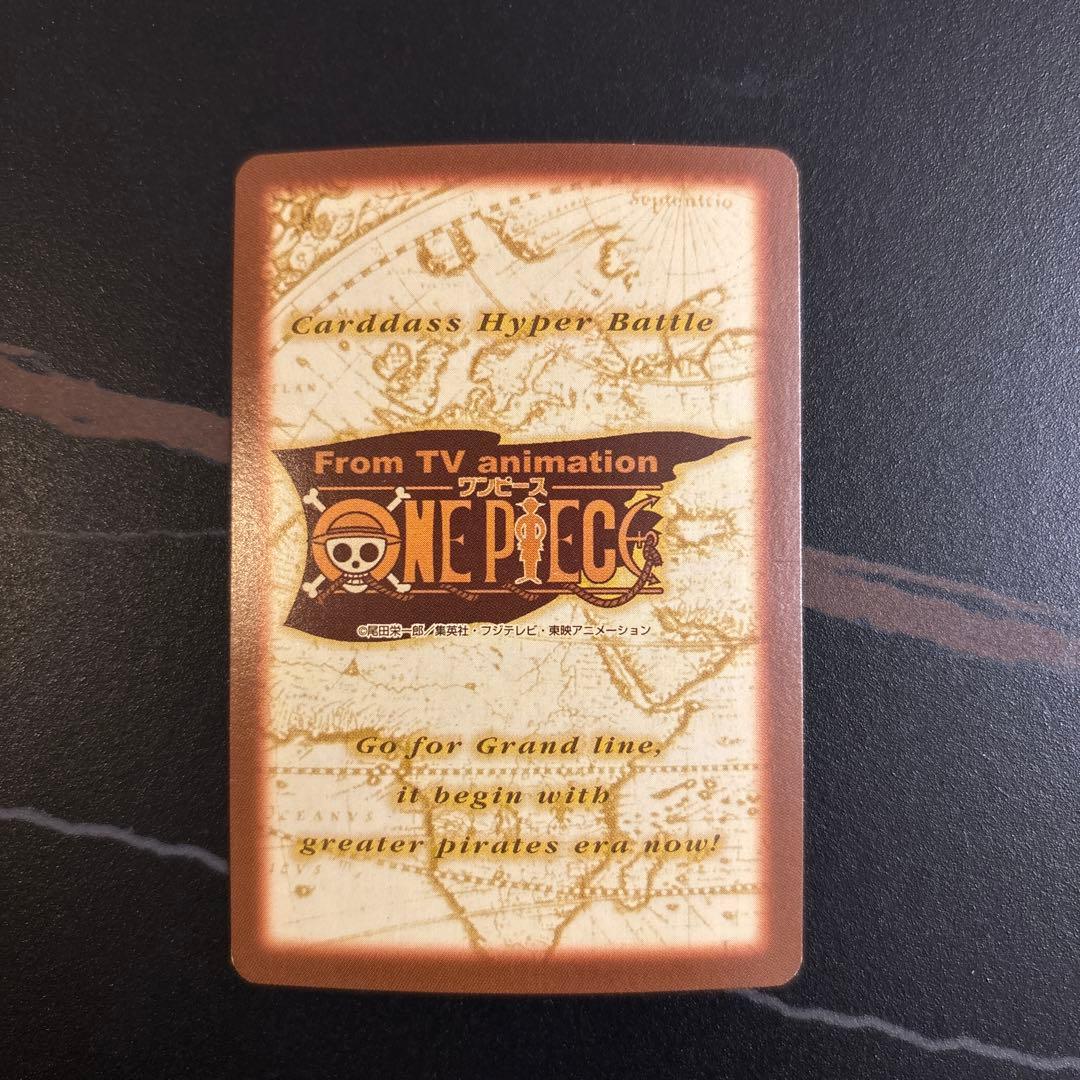 Septentrio
Carddass Hyper Battle
From TV animation
ワンピース
ONE PIECE
©尾田栄一郎／集英社・フジテレビ・東映アニメーション
Go for Grand line,
it begin with
greater pirates era now!